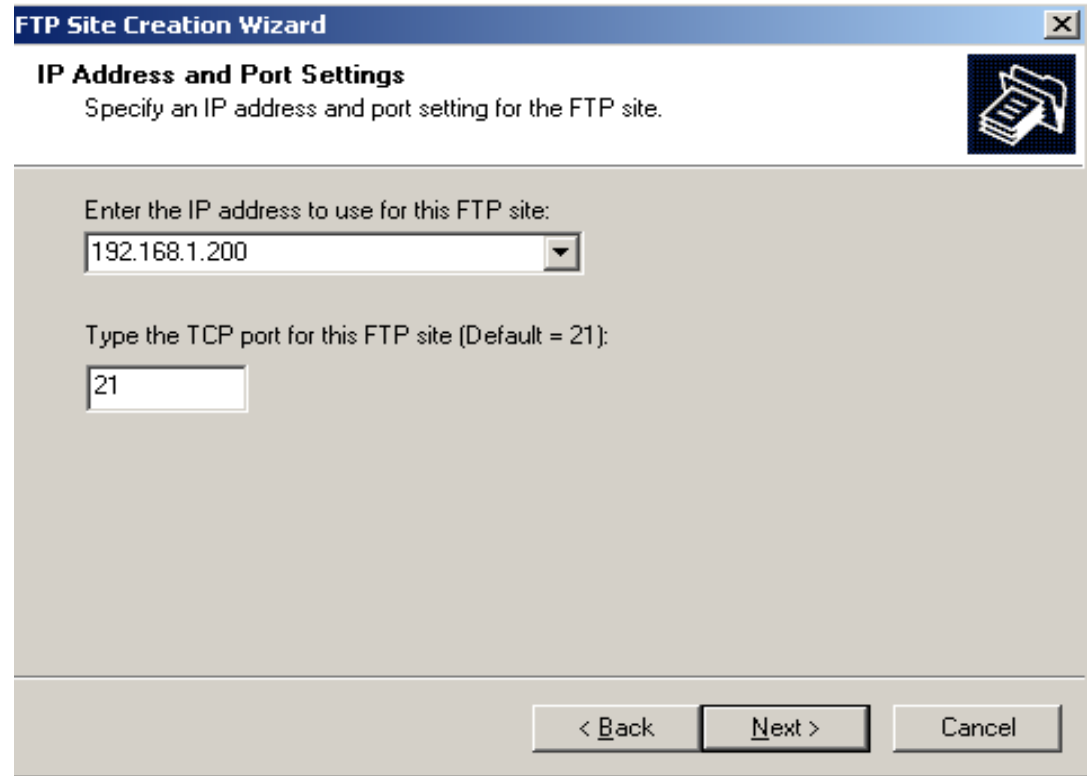 FTP Site Creation Wizard
IP Address and Port Settings
Specify an IP address and port setting for the FTP site.
Enter the IP address to use for this FTP site:
192.168.1.200
Type the TCP port for this FTP site (Default = 21):
21
< Back Next > Cancel